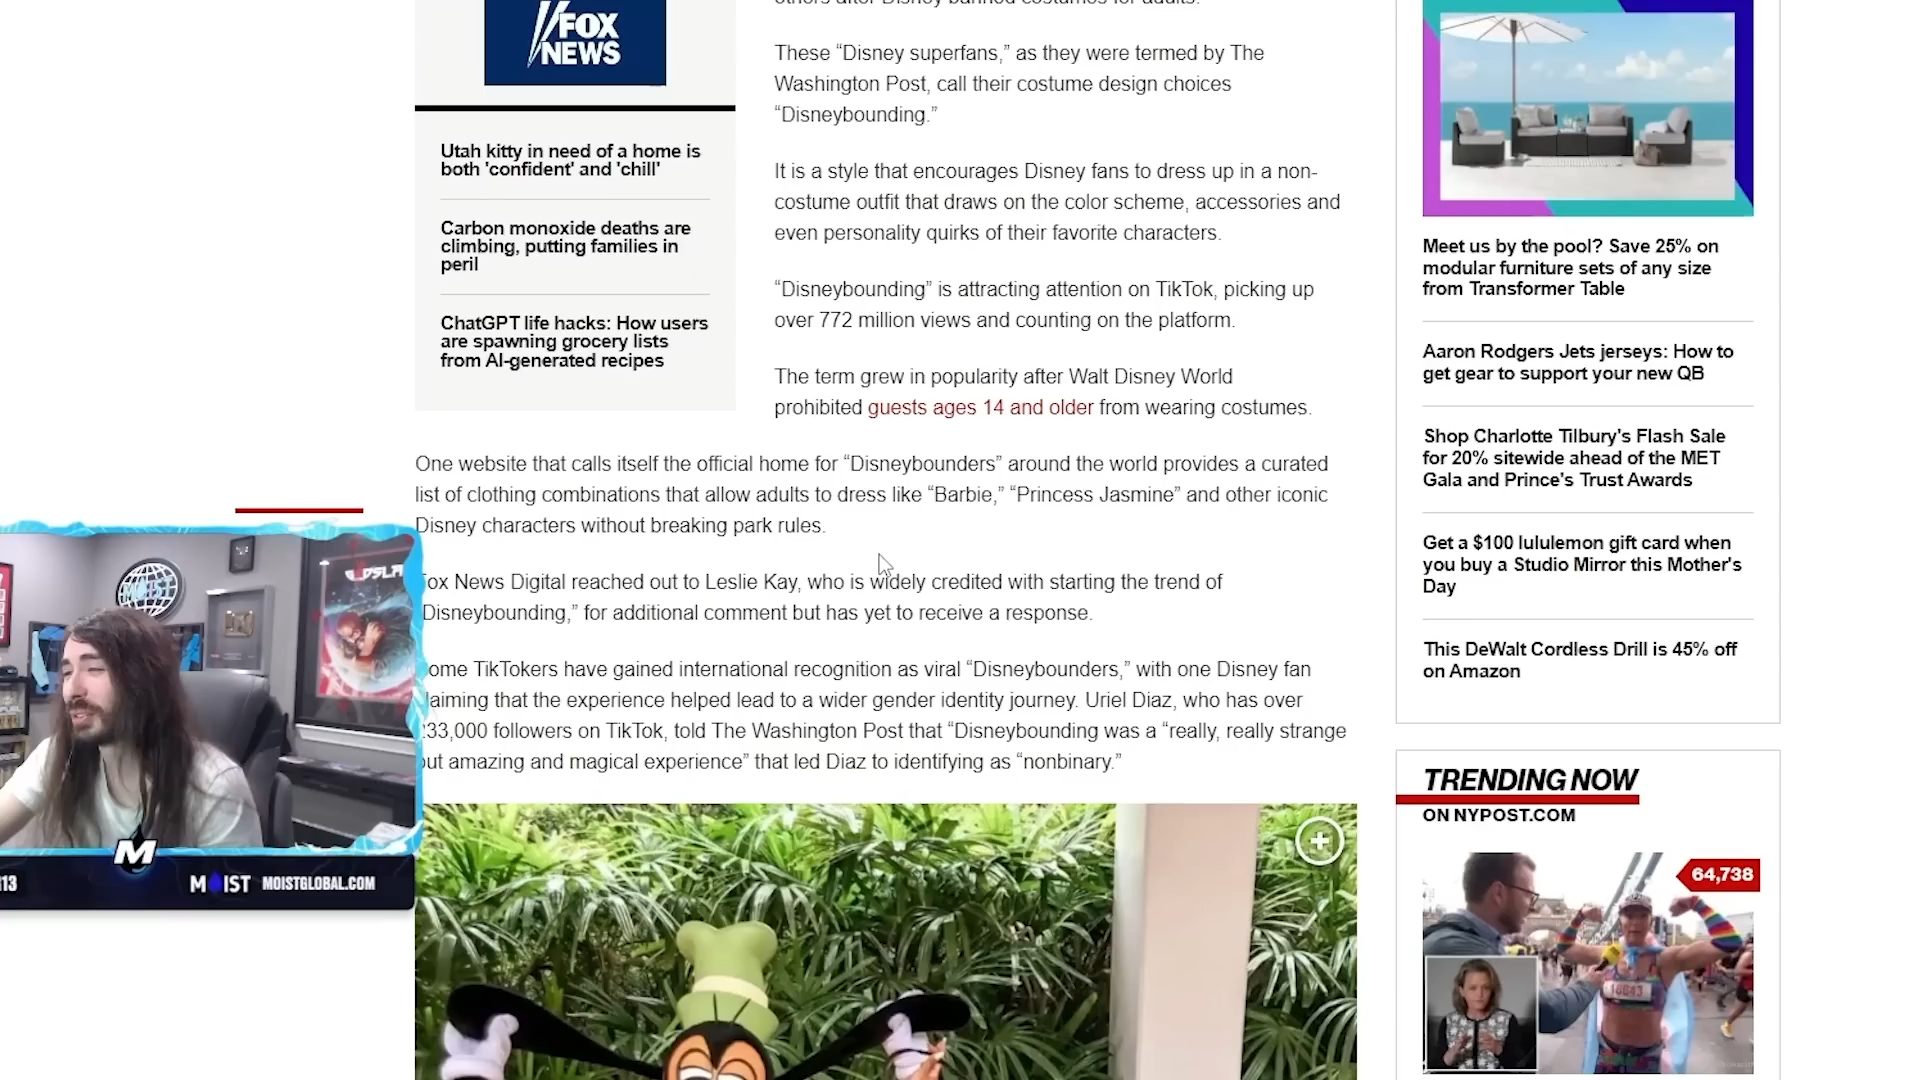 FOX
NEWS
Utah kitty in need of a home is
both 'confident' and 'chill'
Carbon monoxide deaths are
climbing, putting families in
peril
ChatGPT life hacks: How users
are spawning grocery lists
from AI-generated recipes
others after Disney banned costumes for adults.
These “Disney superfans,” as they were termed by The
Washington Post, call their costume design choices
“Disneybounding.”
It is a style that encourages Disney fans to dress up in a non-
costume outfit that draws on the color scheme, accessories and
even personality quirks of their favorite characters.
“Disneybounding” is attracting attention on TikTok, picking up
over 772 million views and counting on the platform.
The term grew in popularity after Walt Disney World
prohibited guests ages 14 and older from wearing costumes.
One website that calls itself the official home for “Disneybounders” around the world provides a curated
list of clothing combinations that allow adults to dress like “Barbie,” “Princess Jasmine” and other iconic
Disney characters without breaking park rules.
ox News Digital reached out to Leslie Kay, who is widely credited with starting the trend of
Disneybounding,” for additional comment but has yet to receive a response.
ome TikTokers have gained international recognition as viral “Disneybounders,” with one Disney fan
laiming that the experience helped lead to a wider gender identity journey. Uriel Diaz, who has over
33,000 followers on TikTok, told The Washington Post that “Disneybounding was a “really, really strange
but amazing and magical experience” that led Diaz to identifying as “nonbinary.”
MOIST
M
13
MOIST MOISTGLOBAL.COM
Meet us by the pool? Save 25% on
modular furniture sets of any size
from Transformer Table
Aaron Rodgers Jets jerseys: How to
get gear to support your new QB
Shop Charlotte Tilbury's Flash Sale
for 20% sitewide ahead of the MET
Gala and Prince's Trust Awards
Get a $100 lululemon gift card when
you buy a Studio Mirror this Mother's
Day
This DeWalt Cordless Drill is 45% off
on Amazon
TRENDING NOW
ON NYPOST.COM
64,738